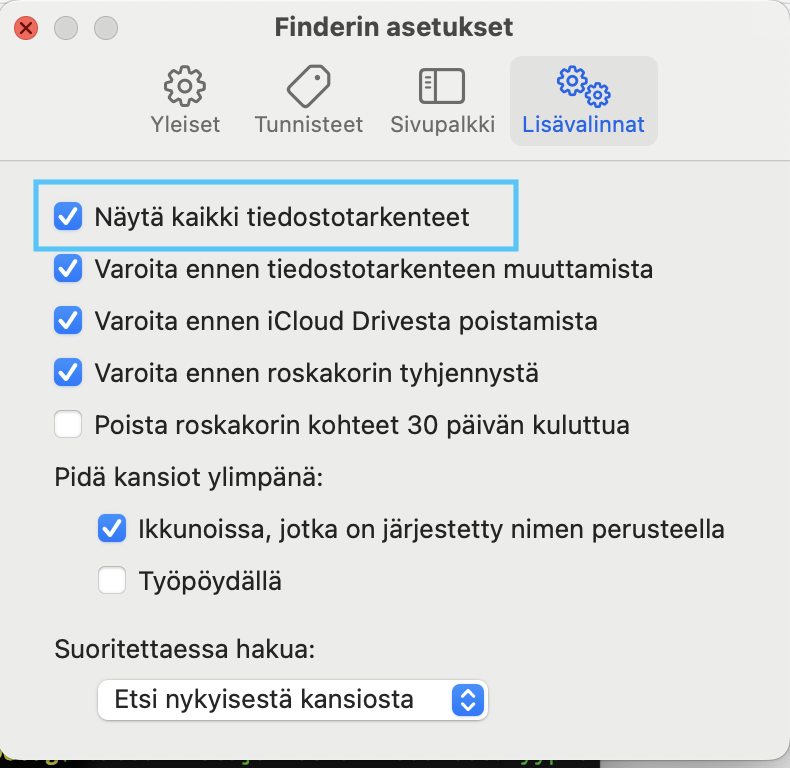 Finderin asetukset
Yleiset
Tunnisteet
Sivupalkki
Lisävalinnat
Näytä kaikki tiedostotarkenteet
Varoita ennen tiedostotarkenteen muuttamista
Varoita ennen iCloud Drivesta poistamista
Varoita ennen roskakorin tyhjennystä
Poista roskakorin kohteet 30 päivän kuluttua
Pidä kansiot ylimpänä:
Ikkunoissa, jotka on järjestetty nimen perusteella
Työpöydällä
Suoritettaessa hakua:
Etsi nykyisestä kansiosta